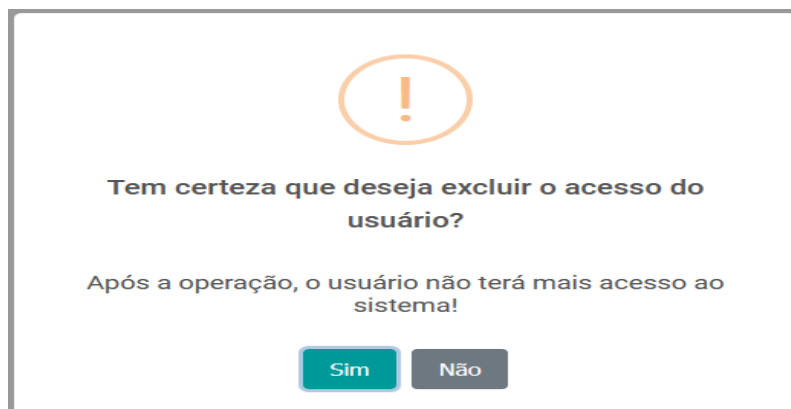 !
Tem certeza que deseja excluir o acesso do
usuário?
Após a operação, o usuário não terá mais acesso ao
sistema!
Sim Não